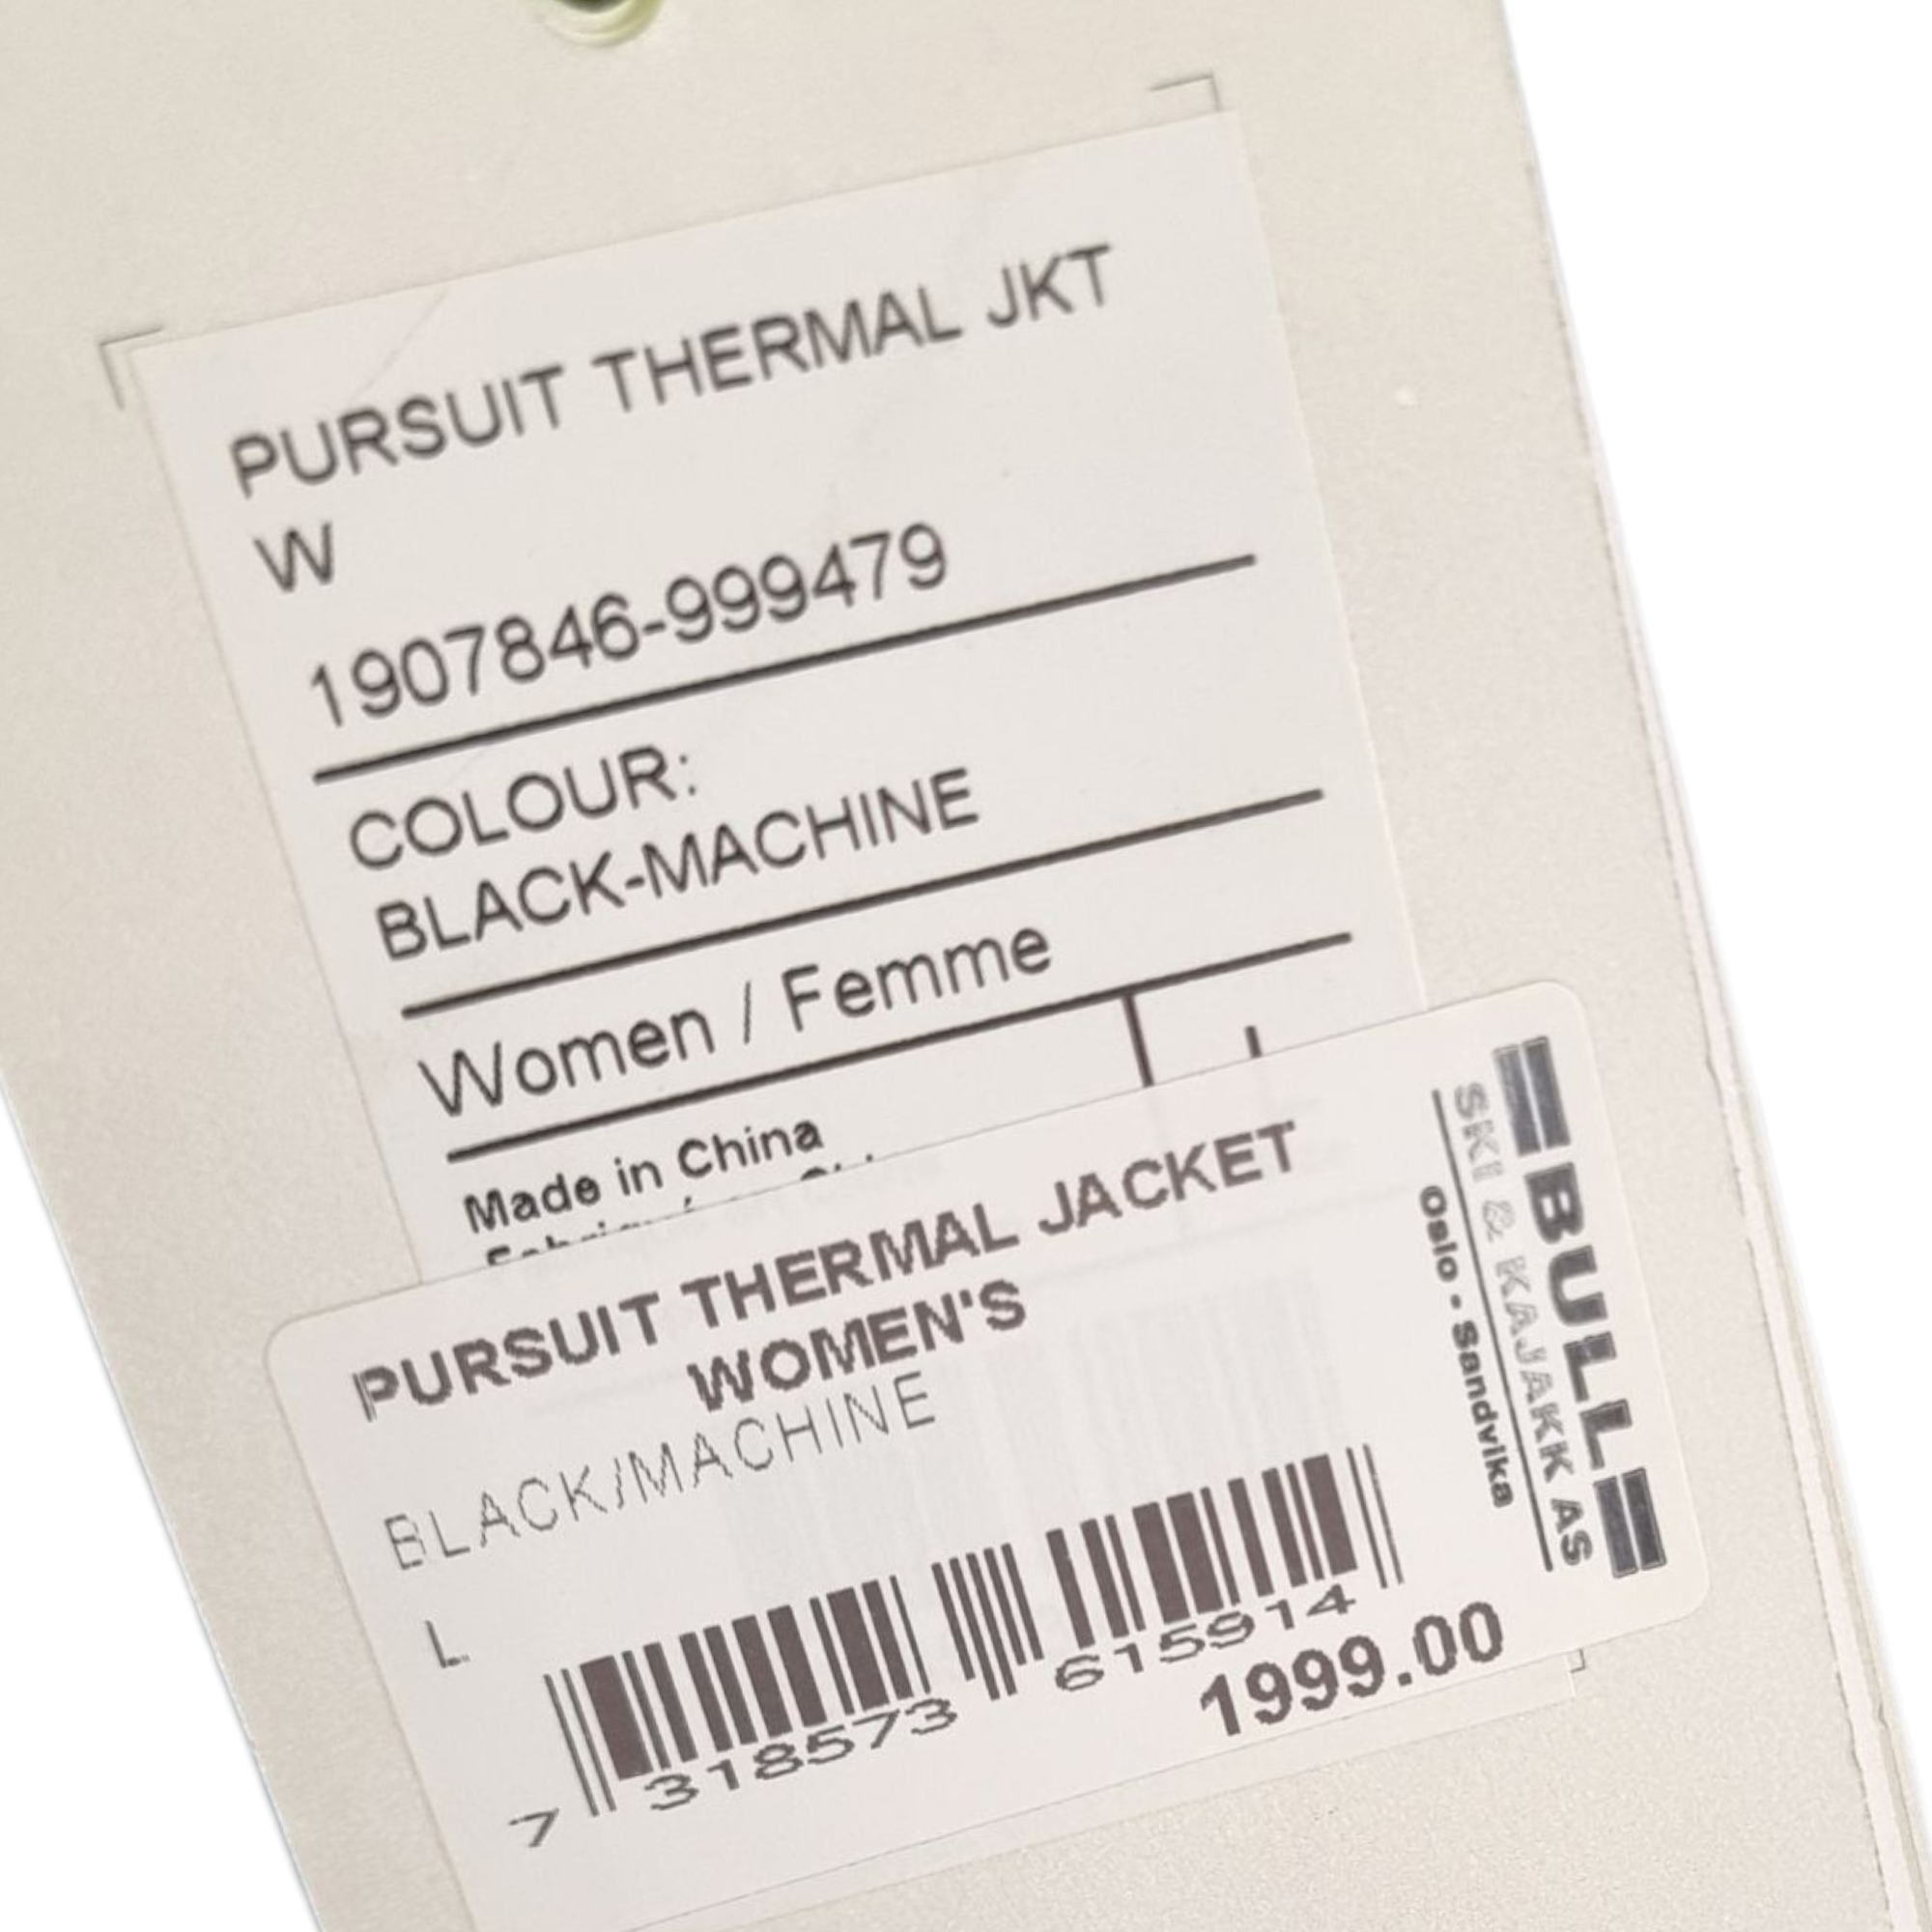 PURSUIT THERMAL JKT
W
1907846-999479
COLOUR:
BLACK-MACHINE
Women / Femme
Made in China
PURSUIT THERMAL JACKET
WOMEN'S
BLACK/MACHINE
L
7 318573 615914
1999.00
BULL
SKI & KAJAKK AS
Oslo - Sandvika